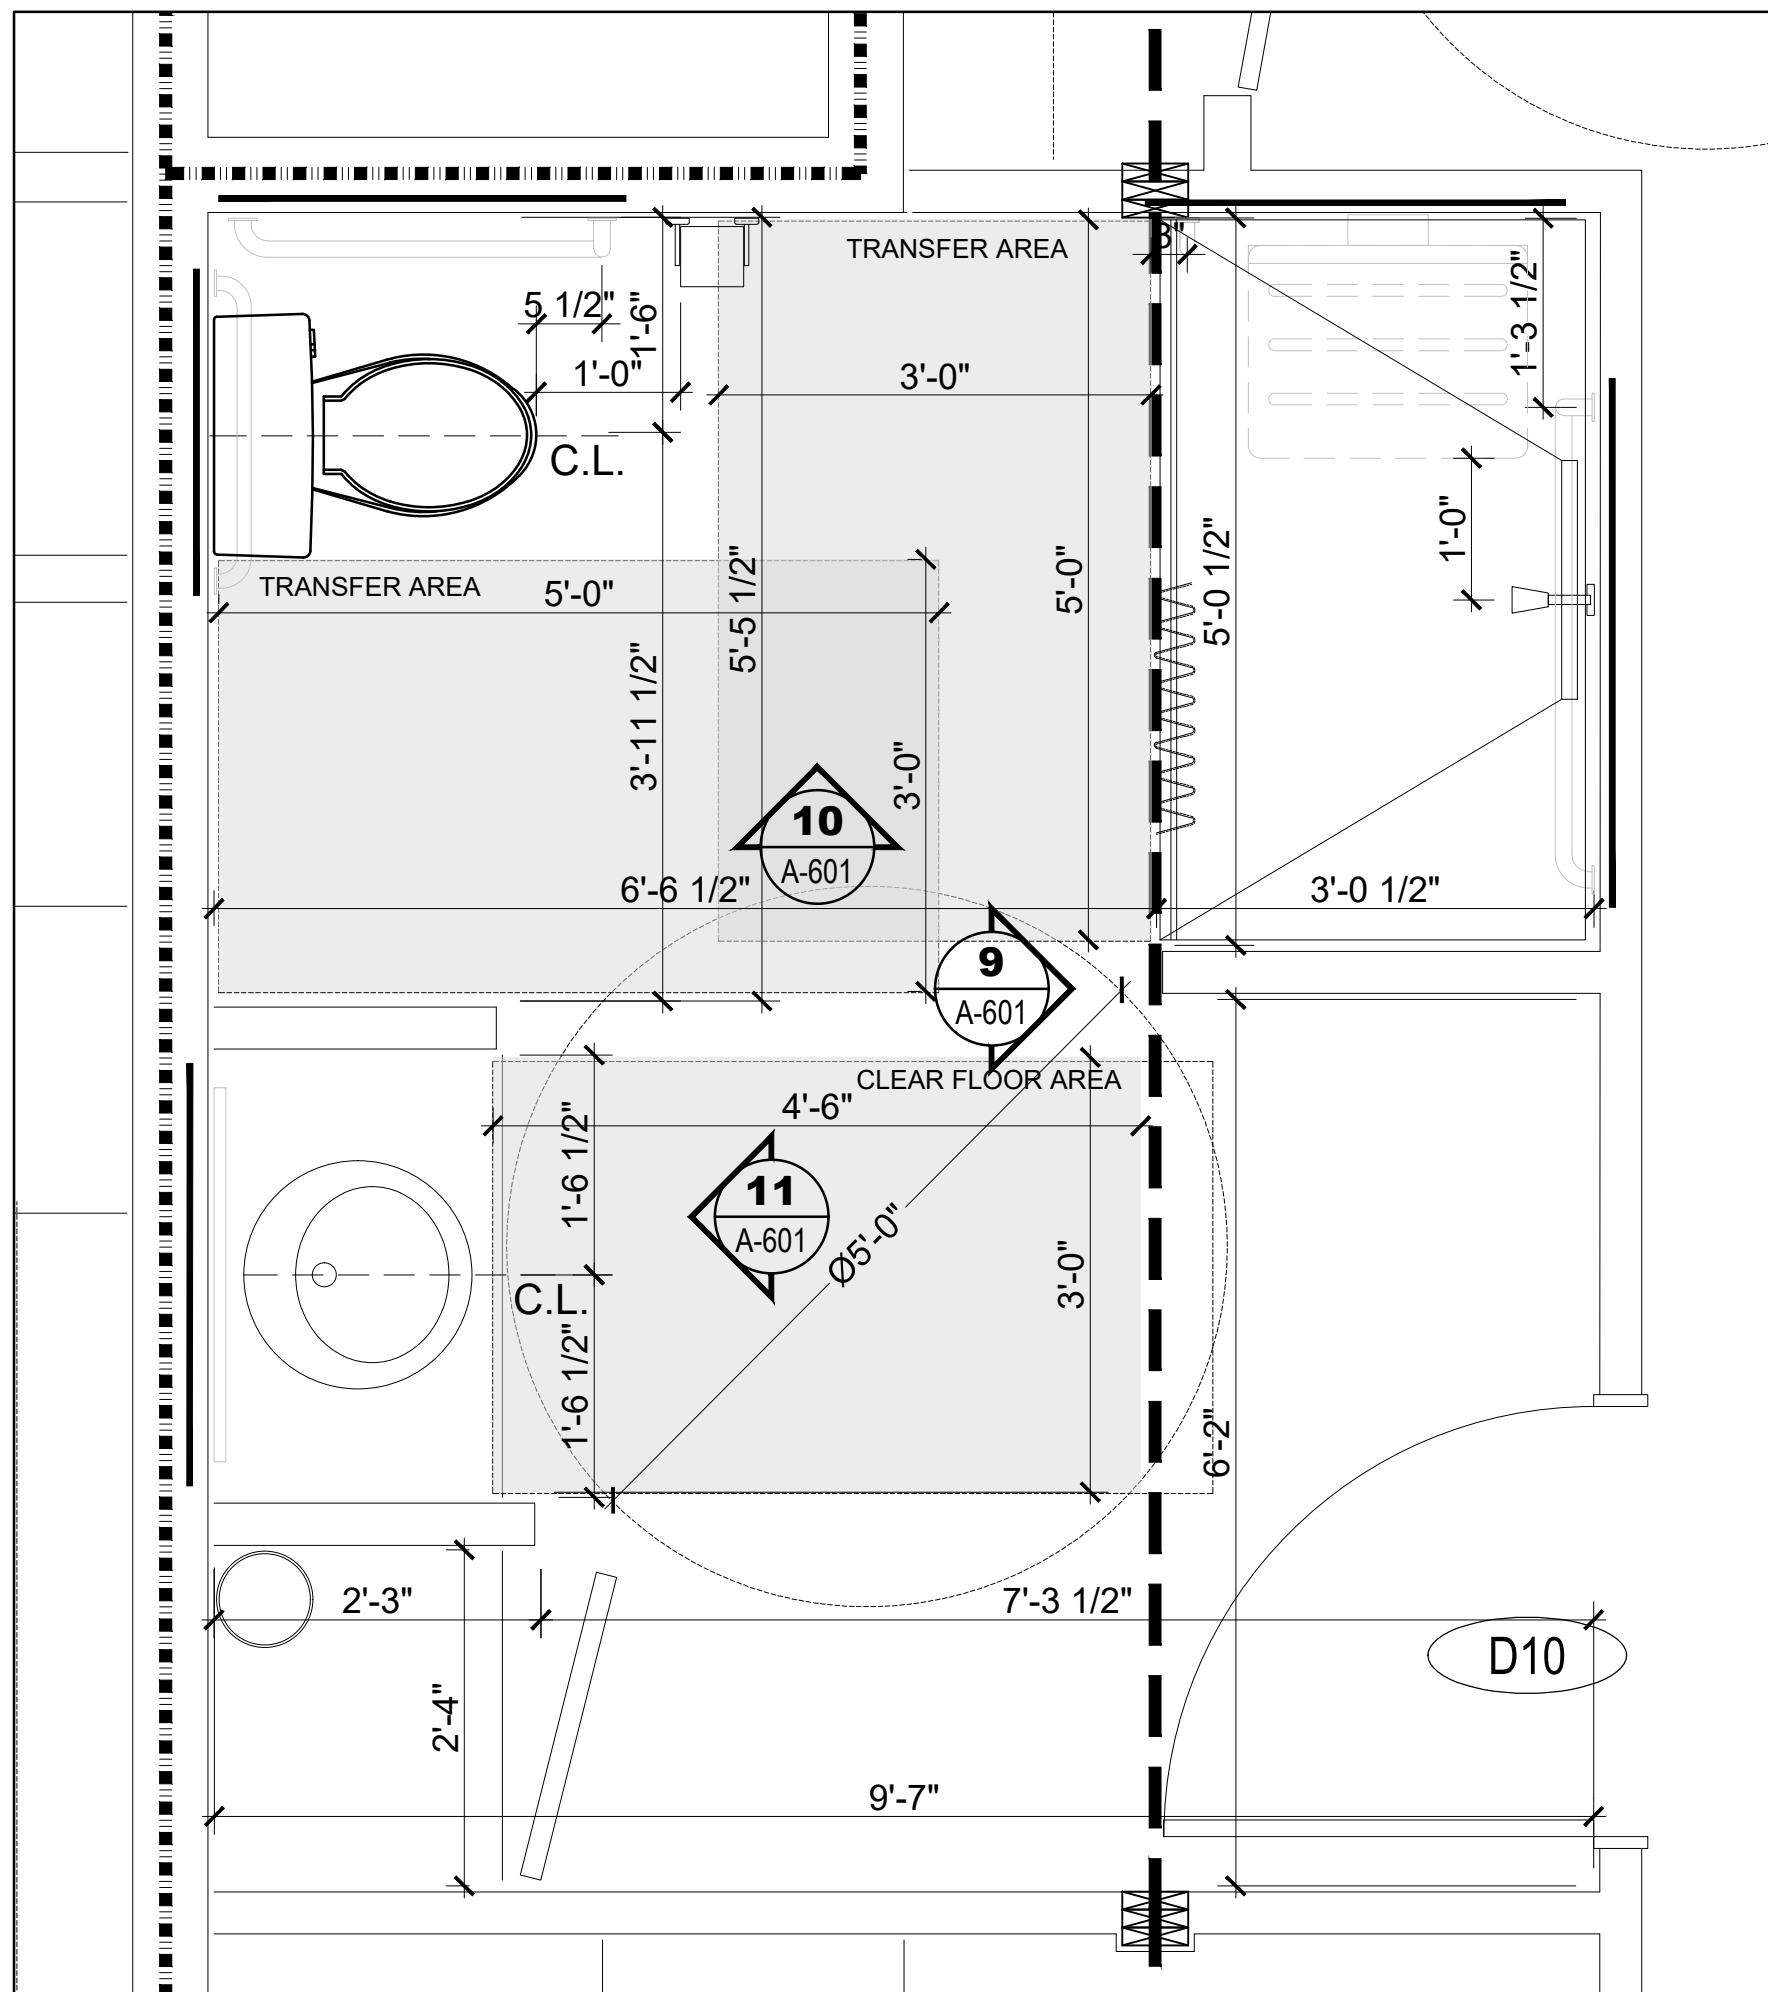 TRANSFER AREA
3"
5 1/2"
1'-6"
1'-0"
3'-0"
1'-3 1/2"
C.L.
1'-0"
TRANSFER AREA
5'-0"
5'-5 1/2"
5'-0"
5'-0 1/2"
3'-11 1/2"
3'-0"
10
A-601
6'-6 1/2"
3'-0 1/2"
9
A-601
CLEAR FLOOR AREA
4'-6"
1'-6 1/2"
11
A-601
Ø5'-0"
3'-0"
C.L.
1'-6 1/2"
6'-2"
2'-3"
7'-3 1/2"
D10
2'-4"
9'-7"